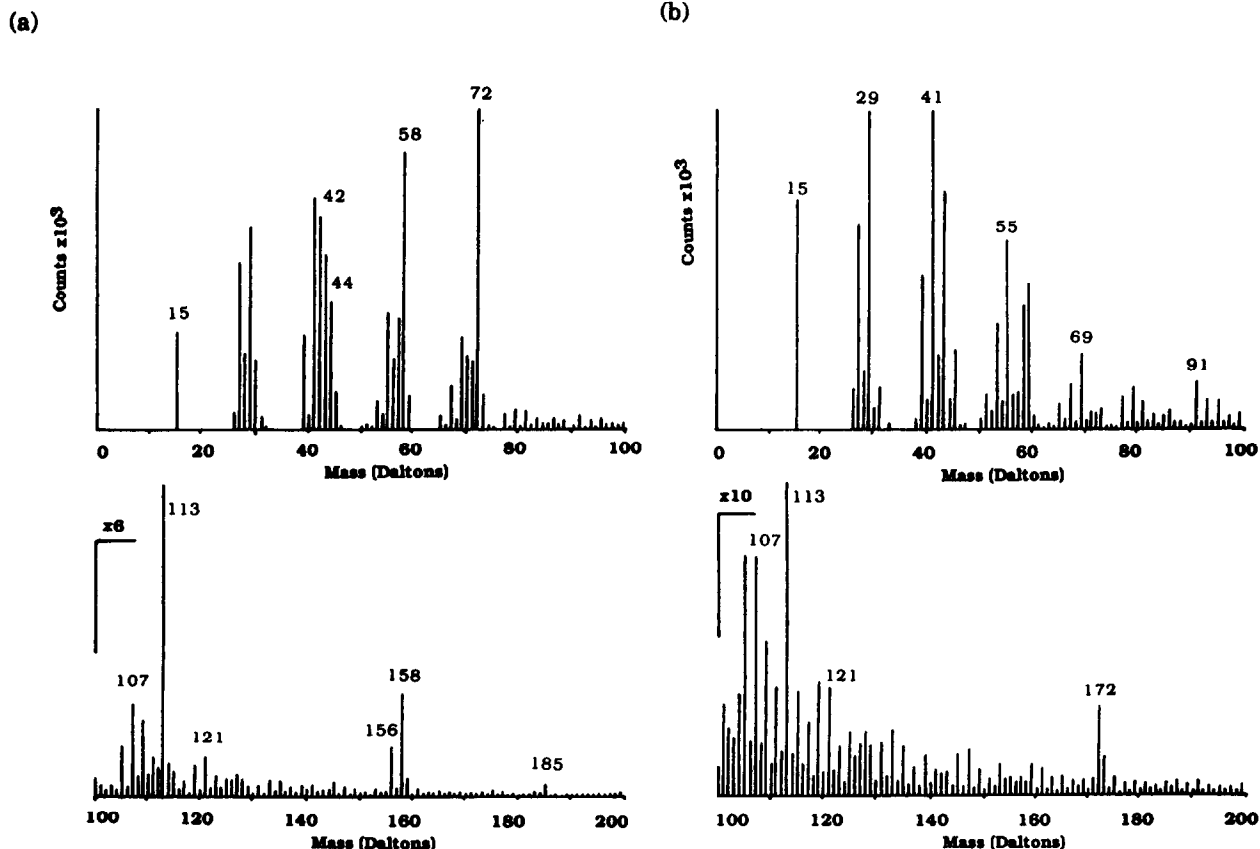 (a)
72
58
42
44
15
Counts x10³
0 20 40 60 80 100
Mass (Daltons)
x6
113
107
121
158
156
185
100 120 140 160 180 200
Mass (Daltons)
(b)
29
41
15
55
69
91
Counts x10³
0 20 40 60 80 100
Mass (Daltons)
x10
113
107
121
172
100 120 140 160 180 200
Mass (Daltons)